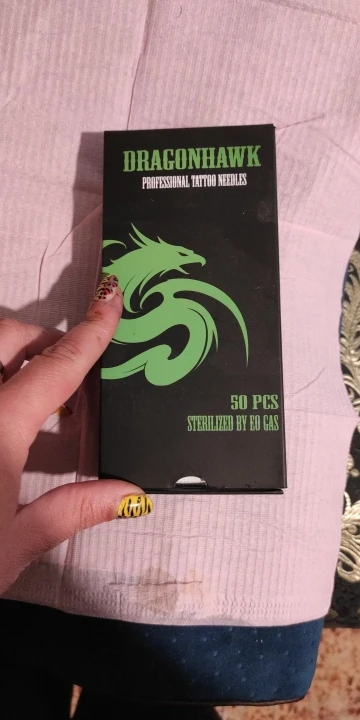 DRAGONHAWK
PROFESSIONAL TATTOO NEEDLES
50 PCS
STERILIZED BY EO GAS